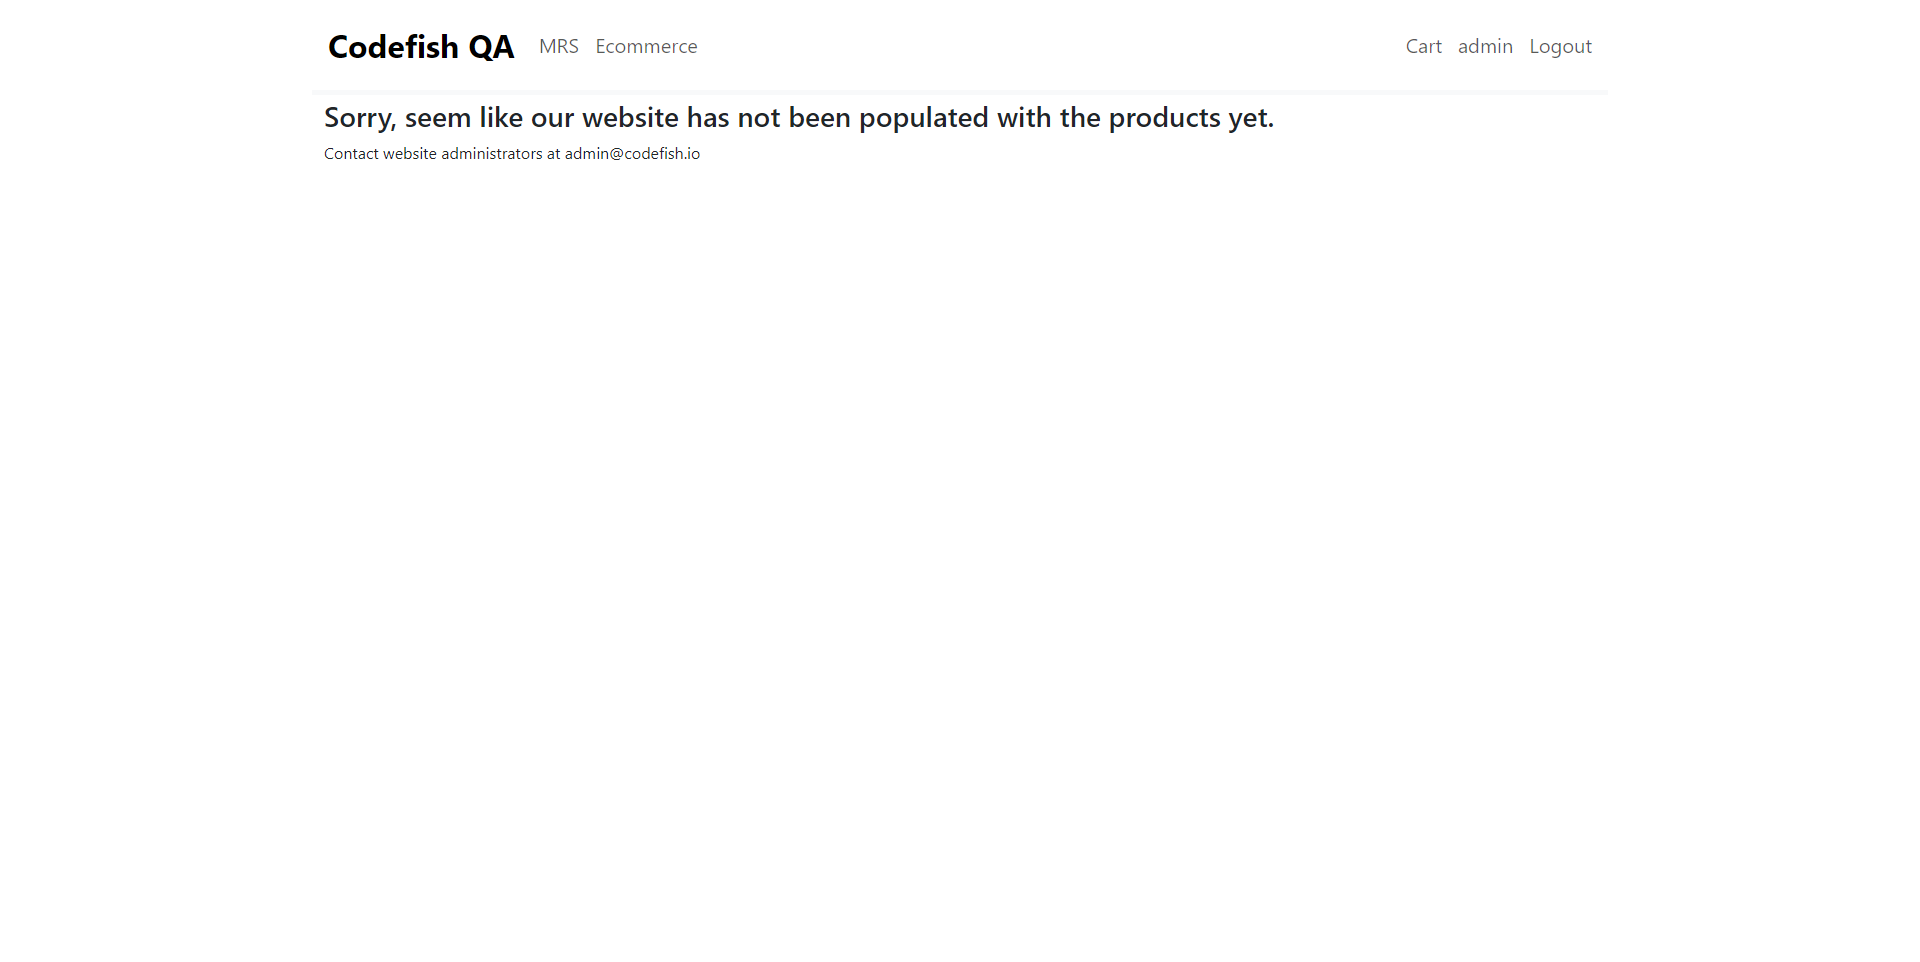 Codefish QA MRS Ecommerce Cart admin Logout
Sorry, seem like our website has not been populated with the products yet.
Contact website administrators at admin@codefish.io